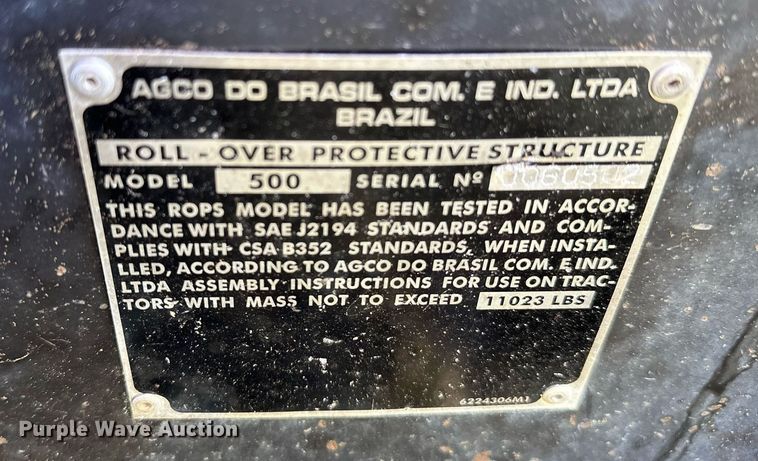 AGCO DO BRASIL COM. E IND. LTDA
BRAZIL
ROLL - OVER PROTECTIVE STRUCTURE
MODEL 500 SERIAL Nº 0060502
THIS ROPS MODEL HAS BEEN TESTED IN ACCOR-
DANCE WITH SAE J2194 STANDARDS AND COM-
PLIES WITH CSA B352 STANDARDS, WHEN INSTA-
LLED, ACCORDING TO AGCO DO BRASIL COM. E IND.
LTDA ASSEMBLY INSTRUCTIONS FOR USE ON TRAC-
TORS WITH MASS NOT TO EXCEED 11023 LBS
6224306M1
Purple Wave Auction